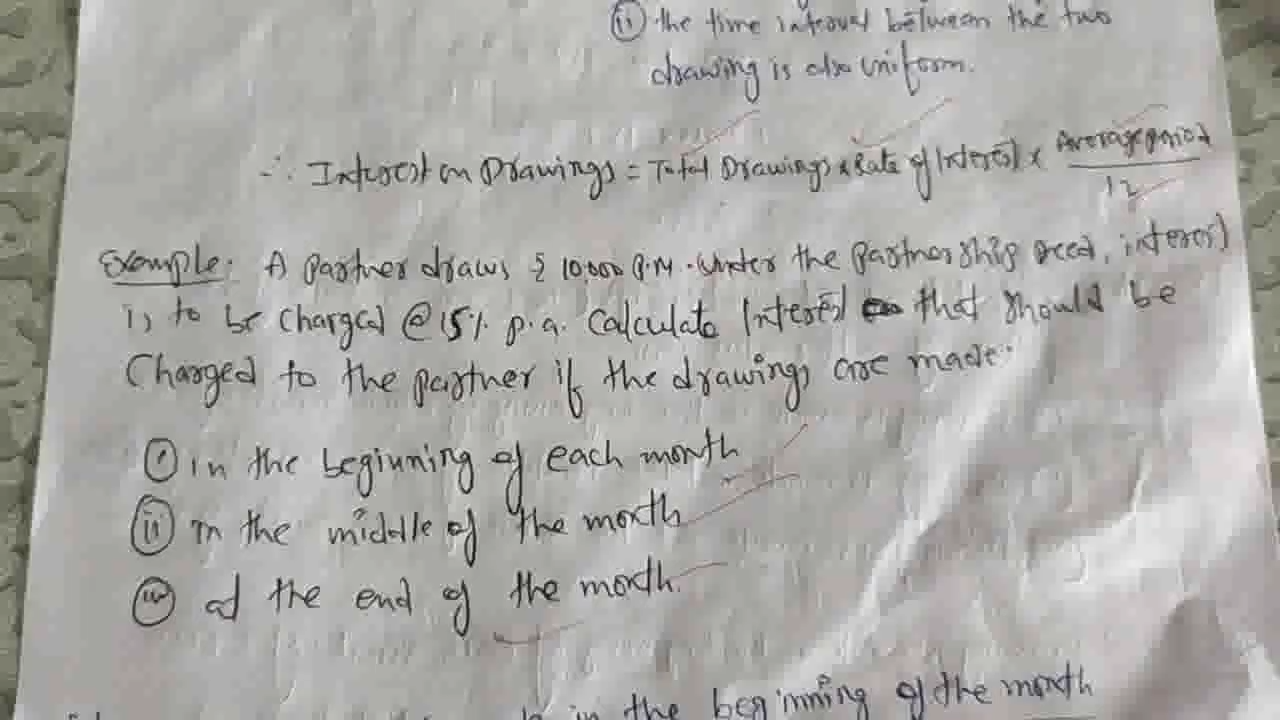 (ii) the time interval between the two
drawing is also uniform.
∴ Interest on Drawings = Total Drawings x Rate of Interest x Average period / 12
Example: A partner draws ₹ 10,000 P.M. Under the partnership deed, interest
is to be charged @ 15% p.a. Calculate Interest that should be
Charged to the partner if the drawings are made:
(i) in the beginning of each month
(ii) in the middle of the month
(iii) at the end of the month.
in the beginning of the month